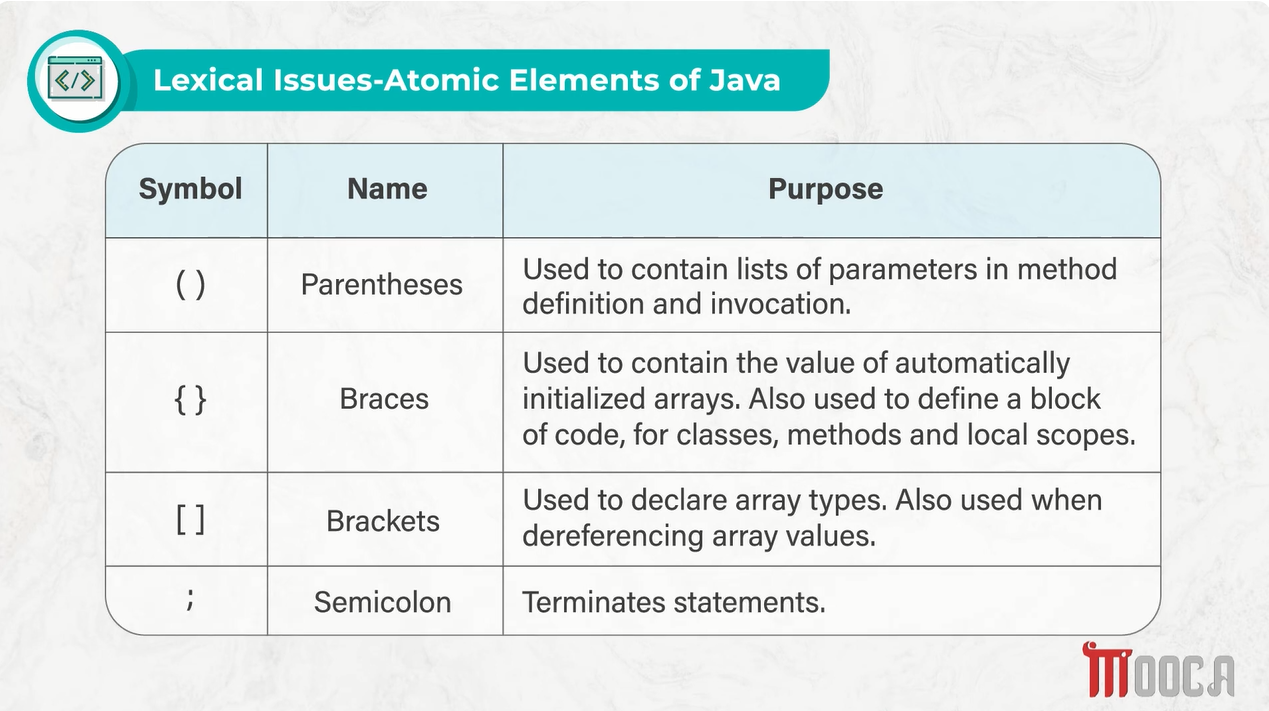 </>
Lexical Issues-Atomic Elements of Java
Symbol Name Purpose
( ) Parentheses Used to contain lists of parameters in method
definition and invocation.
{ } Braces Used to contain the value of automatically
initialized arrays. Also used to define a block
of code, for classes, methods and local scopes.
[ ] Brackets Used to declare array types. Also used when
dereferencing array values.
; Semicolon Terminates statements.
MOOCA